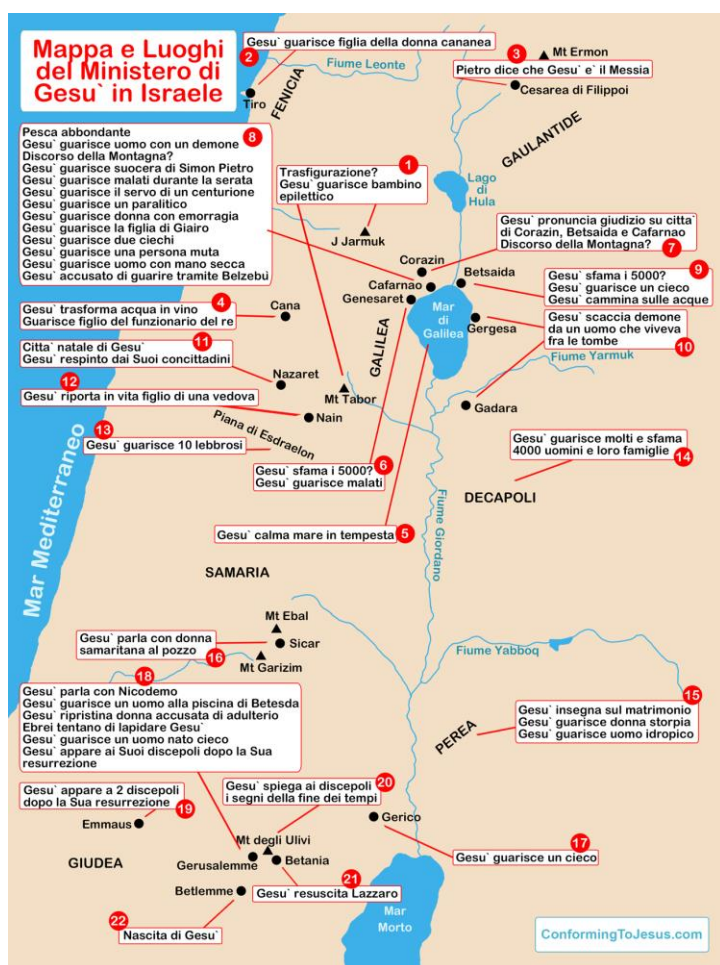 Mappa e Luoghi
del Ministero di
Gesu` in Israele
2
Gesu` guarisce figlia della donna cananea
3
Mt Ermon
Pietro dice che Gesu` e` il Messia
Fiume Leonte
Cesarea di Filippoi
Tiro
FENICIA
GAULANTIDE
8
Pesca abbondante
Gesu` guarisce uomo con un demone
Discorso della Montagna?
Gesu` guarisce suocera di Simon Pietro
Gesu` guarisce malati durante la serata
Gesu` guarisce il servo di un centurione
Gesu` guarisce un paralitico
Gesu` guarisce donna con emorragia
Gesu` guarisce la figlia di Giairo
Gesu` guarisce due ciechi
Gesu` guarisce una persona muta
Gesu` guarisce uomo con mano secca
Gesu` accusato di guarire tramite Belzebú
1
Trasfigurazione?
Gesu` guarisce bambino
epilettico
Lago
di
Hula
J Jarmuk
Gesu` pronuncia giudizio su citta`
di Corazin, Betsaida e Cafarnao
Discorso della Montagna?
7
Corazin
Cafarnao
Genesaret
Betsaida
9
Gesu` sfama i 5000?
Gesu` guarisce un cieco
Gesu` cammina sulle acque
4
Gesu` trasforma acqua in vino
Guarisce figlio del funzionario del re
Cana
Mar
di
Galilea
Gergesa
Gesu` scaccia demone
da un uomo che viveva
fra le tombe
10
GALILEA
Fiume Yarmuk
11
Citta` natale di Gesu`
Gesu` respinto dai Suoi concittadini
Nazaret
12
Gesu` riporta in vita figlio di una vedova
Mt Tabor
Nain
Gadara
Piana di Esdraelon
13
Gesu` guarisce 10 lebbrosi
6
Gesu` sfama i 5000?
Gesu` guarisce malati
Gesu` guarisce molti e sfama
4000 uomini e loro famiglie
14
DECAPOLI
Fiume Giordano
Gesu` calma mare in tempesta
5
Mar Mediterraneo
SAMARIA
Mt Ebal
Gesu` parla con donna
samaritana al pozzo
16
Sicar
Mt Garizim
Fiume Yabboq
18
Gesu` parla con Nicodemo
Gesu` guarisce un uomo alla piscina di Betesda
Gesu` ripristina donna accusata di adulterio
Ebrei tentano di lapidare Gesu`
Gesu` guarisce un uomo nato cieco
Gesu` appare ai Suoi discepoli dopo la Sua
resurrezione
15
Gesu` insegna sul matrimonio
Gesu` guarisce donna storpia
Gesu` guarisce uomo idropico
PEREA
Gesu` appare a 2 discepoli
dopo la Sua resurrezione
19
Emmaus
20
Gesu` spiega ai discepoli
i segni della fine dei tempi
Gerico
Mt degli Ulivi
GIUDEA
Gerusalemme
Betania
Gesu` guarisce un cieco
17
21
Gesu` resuscita Lazzaro
Betlemme
22
Nascita di Gesu`
Mar
Morto
ConformingToJesus.com